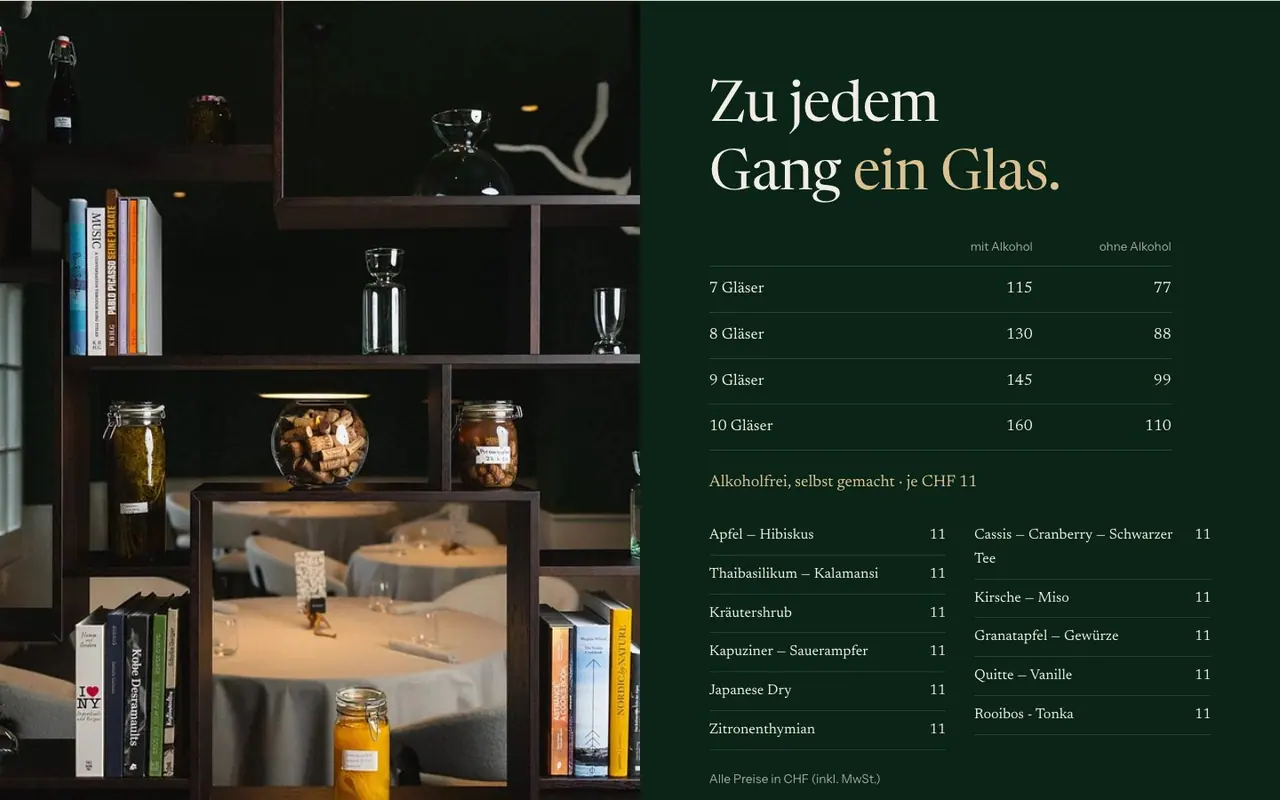 Zu jedem
Gang ein Glas.
mit Alkohol ohne Alkohol
7 Gläser 115 77
8 Gläser 130 88
9 Gläser 145 99
10 Gläser 160 110
Alkoholfrei, selbst gemacht · je CHF 11
Apfel – Hibiskus 11
Thaibasilikum – Kalamansi 11
Kräutershrub 11
Kapuziner – Sauerampfer 11
Japanese Dry 11
Zitronenthymian 11
Cassis – Cranberry – Schwarzer 11
Tee
Kirsche – Miso 11
Granatapfel – Gewürze 11
Quitte – Vanille 11
Rooibos - Tonka 11
Alle Preise in CHF (inkl. MwSt.)
MUSIC
PABLO PICASSO SEINE PLAKATE
I ♥
NY
Kobe Desramaults
NORDIC by NATURE